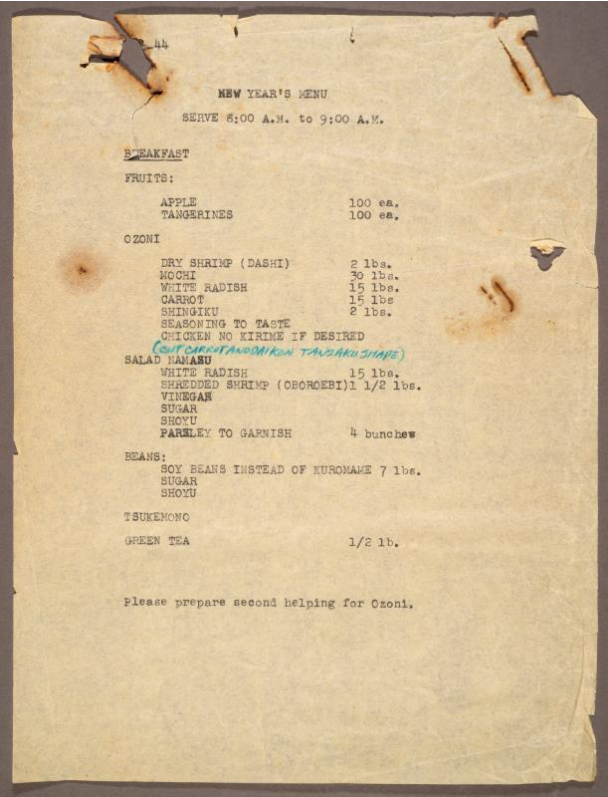 44
NEW YEAR'S MENU
SERVE 6:00 A.M. to 9:00 A.M.
BREAKFAST
FRUITS:
APPLE 100 ea.
TANGERINES 100 ea.
OZONI
DRY SHRIMP (DASHI) 2 lbs.
MOCHI 30 lbs.
WHITE RADISH 15 lbs.
CARROT 15 lbs
SHINGIKU 2 lbs.
SEASONING TO TASTE
CHICKEN NO KIRIME IF DESIRED
(CUT CARROT AND DAIKON TANZAKU SHAPE)
SALAD NAMASU
WHITE RADISH 15 lbs.
SHREDDED SHRIMP (OBOROEBI)1 1/2 lbs.
VINEGAR
SUGAR
SHOYU
PARSLEY TO GARNISH 4 bunches
BEANS:
SOY BEANS INSTEAD OF KUROMAME 7 lbs.
SUGAR
SHOYU
TSUKEMONO
GREEN TEA 1/2 lb.
Please prepare second helping for Ozoni.